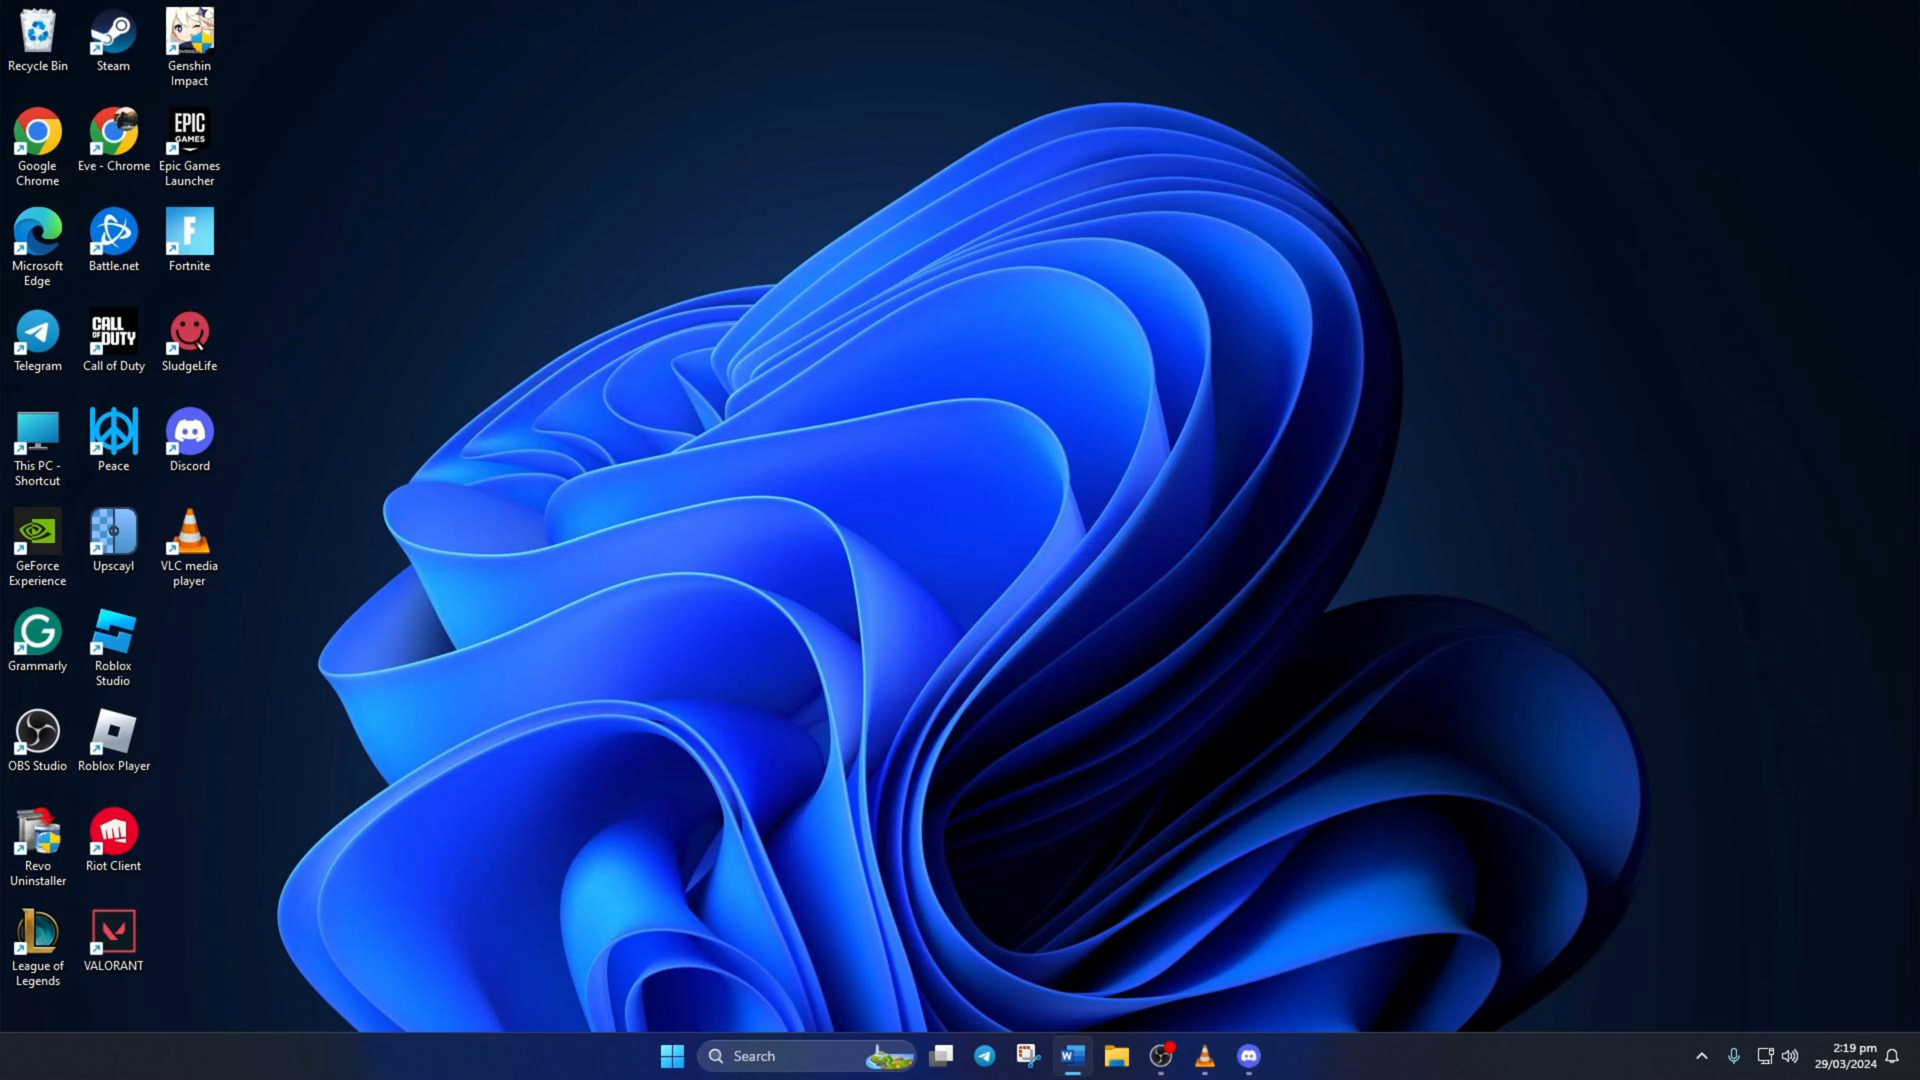 Recycle Bin
Steam
Genshin
Impact
Google
Chrome
Eve - Chrome
EPIC
GAMES
Epic Games
Launcher
Microsoft
Edge
Battle.net
F
Fortnite
Telegram
CALL
OF DUTY
Call of Duty
SludgeLife
This PC -
Shortcut
Peace
Discord
GeForce
Experience
Upscayl
VLC media
player
G
Grammarly
Roblox
Studio
OBS Studio
Roblox Player
Revo
Uninstaller
Riot Client
League of
Legends
VALORANT
Search
W
2:19 pm
29/03/2024